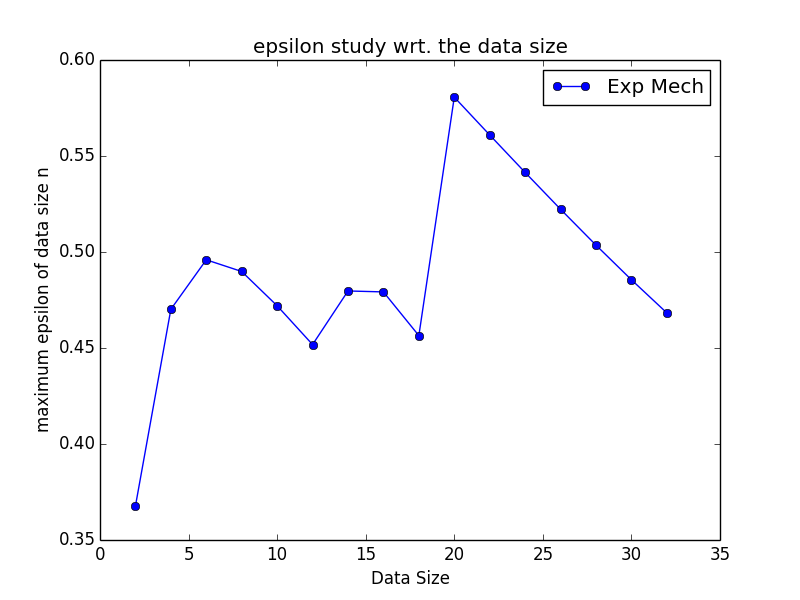 epsilon study wrt. the data size
Exp Mech
maximum epsilon of data size n
0.60
0.55
0.50
0.45
0.40
0.35
0 5 10 15 20 25 30 35
Data Size